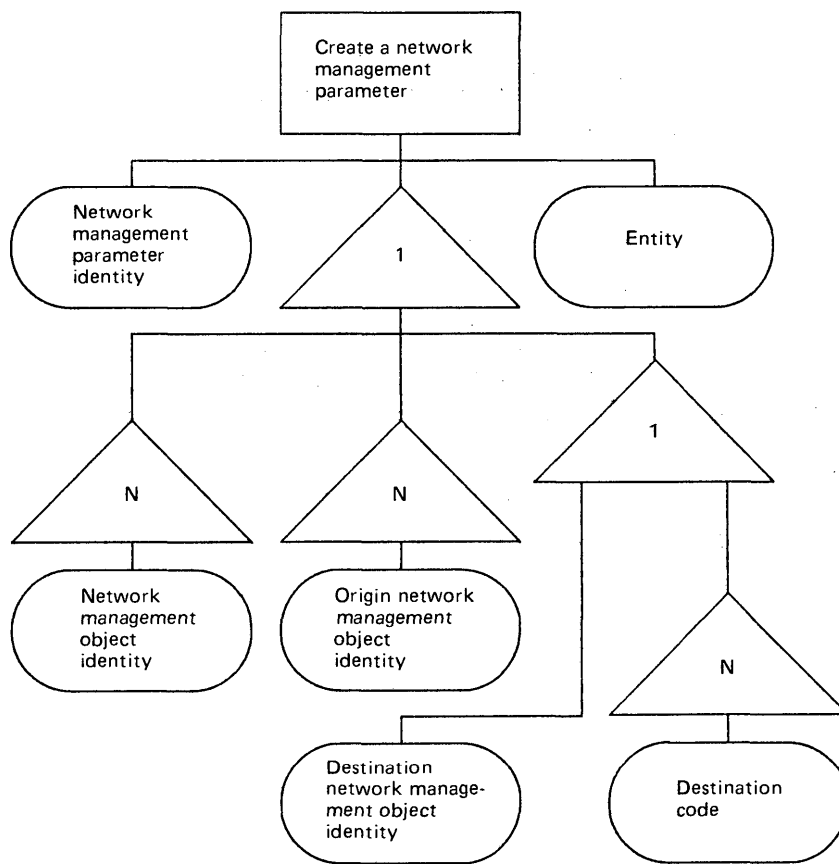 Create a network
management
parameter
Network
management
parameter
identity
1
Entity
1
N
N
Network
management
object
identity
Origin network
management
object
identity
N
Destination
network manage-
ment object
identity
Destination
code